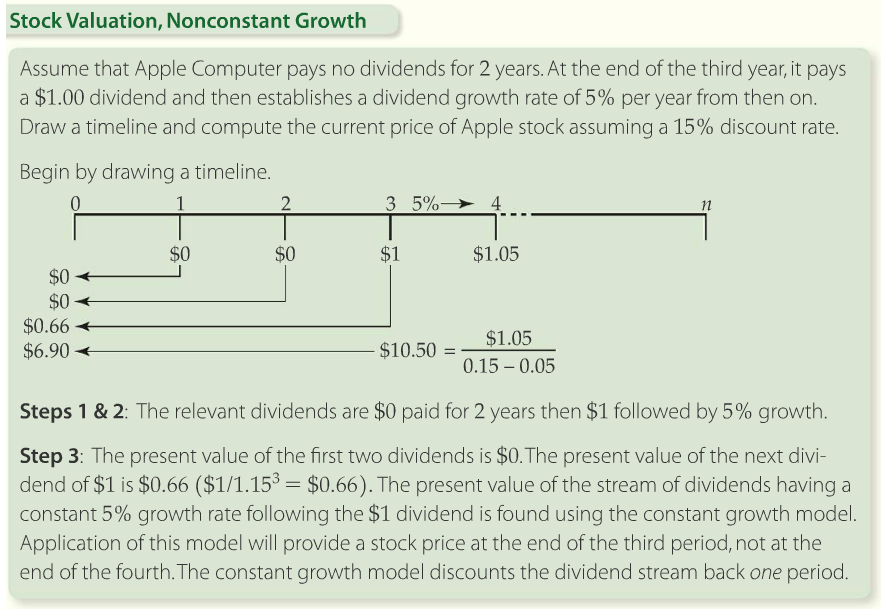 Stock Valuation, Nonconstant Growth
Assume that Apple Computer pays no dividends for 2 years. At the end of the third year, it pays
a $1.00 dividend and then establishes a dividend growth rate of 5% per year from then on.
Draw a timeline and compute the current price of Apple stock assuming a 15% discount rate.
Begin by drawing a timeline.
0 1 2 3 5% 4 n
$0 $0 $1 $1.05
$0
$0
$0.66
$6.90 $10.50 = $1.05
0.15 – 0.05
Steps 1 & 2: The relevant dividends are $0 paid for 2 years then $1 followed by 5% growth.
Step 3: The present value of the first two dividends is $0. The present value of the next divi-
dend of $1 is $0.66 ($1/1.15³ = $0.66). The present value of the stream of dividends having a
constant 5% growth rate following the $1 dividend is found using the constant growth model.
Application of this model will provide a stock price at the end of the third period, not at the
end of the fourth. The constant growth model discounts the dividend stream back one period.